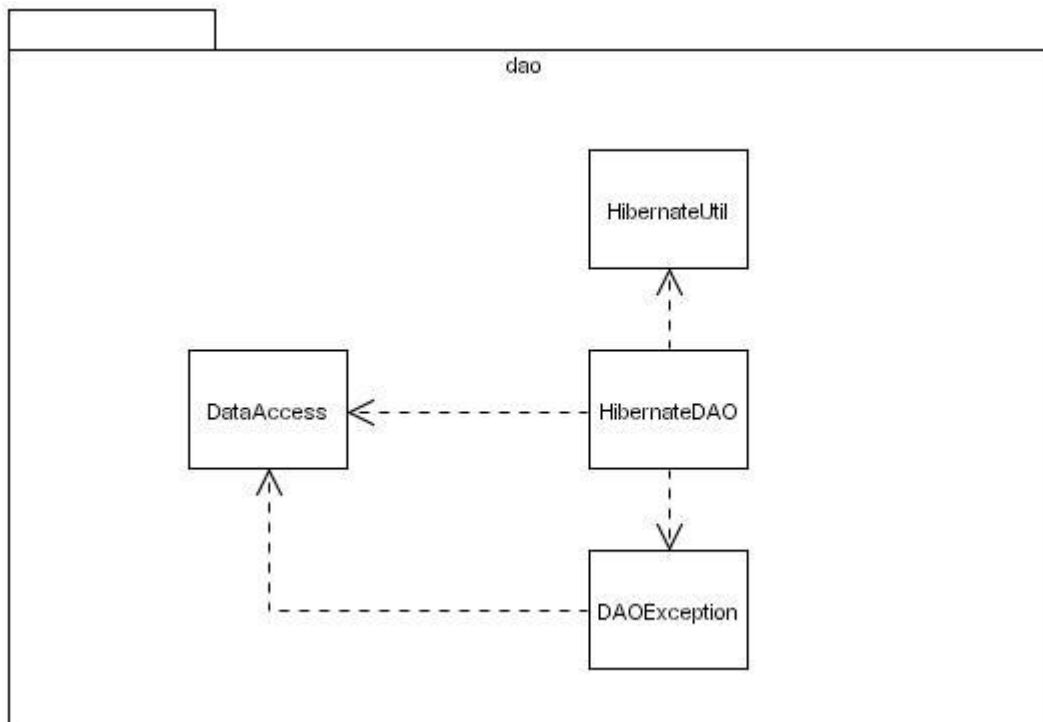 dao
HibernateUtil
DataAccess
HibernateDAO
DAOException